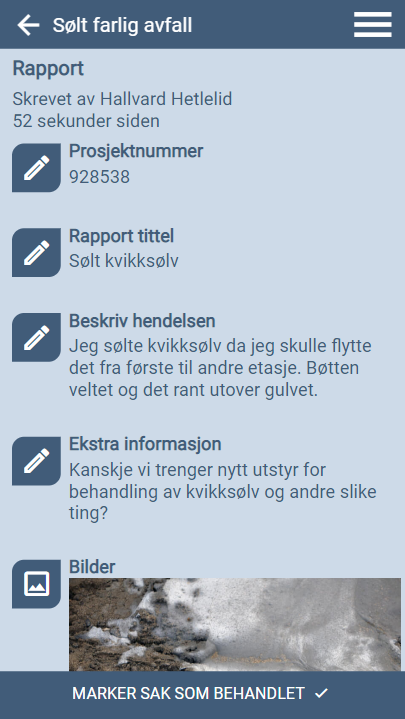 Sølt farlig avfall
Rapport
Skrevet av Hallvard Hetlelid
52 sekunder siden
Prosjektnummer
928538
Rapport tittel
Sølt kvikksølv
Beskriv hendelsen
Jeg sølte kvikksølv da jeg skulle flytte
det fra første til andre etasje. Bøtten
veltet og det rant utover gulvet.
Ekstra informasjon
Kanskje vi trenger nytt utstyr for
behandling av kvikksølv og andre slike
ting?
Bilder
MARKER SAK SOM BEHANDLET